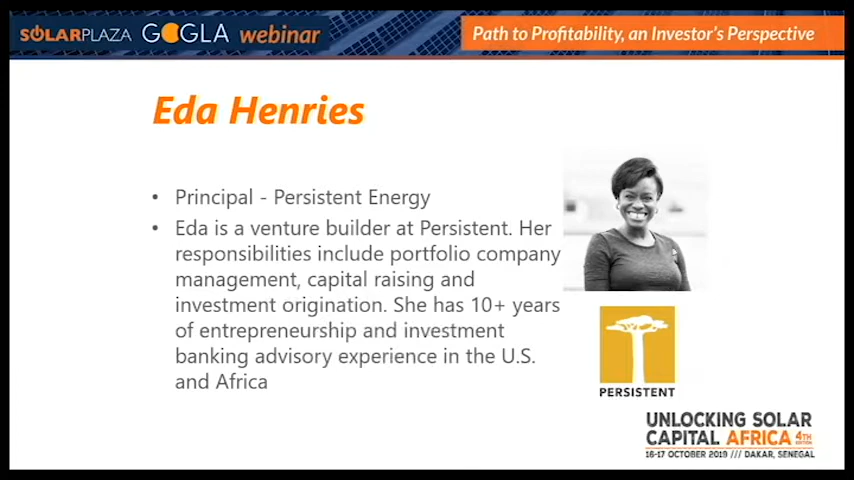 SOLARPLAZA GOGLA webinar
Path to Profitability, an Investor's Perspective
Eda Henries
• Principal - Persistent Energy
• Eda is a venture builder at Persistent. Her
responsibilities include portfolio company
management, capital raising and
investment origination. She has 10+ years
of entrepreneurship and investment
banking advisory experience in the U.S.
and Africa
PERSISTENT
UNLOCKING SOLAR
CAPITAL AFRICA 4TH EDITION
16-17 OCTOBER 2019 /// DAKAR, SENEGAL